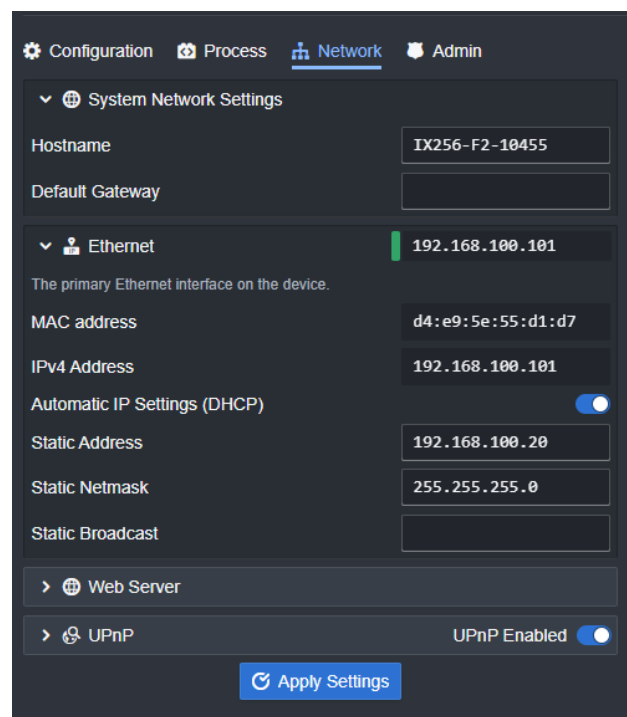 Configuration Process Network Admin
System Network Settings
Hostname IX256-F2-10455
Default Gateway
Ethernet 192.168.100.101
The primary Ethernet interface on the device.
MAC address d4:e9:5e:55:d1:d7
IPv4 Address 192.168.100.101
Automatic IP Settings (DHCP)
Static Address 192.168.100.20
Static Netmask 255.255.255.0
Static Broadcast
Web Server
UPnP UPnP Enabled
Apply Settings